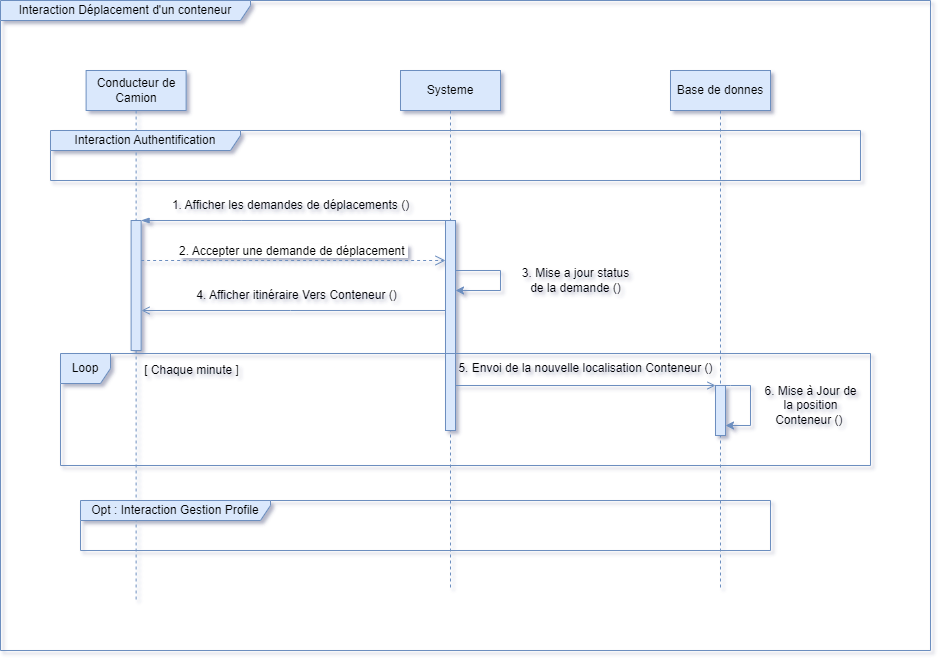 Interaction Déplacement d'un conteneur
Conducteur de
Camion
Systeme
Base de donnes
Interaction Authentification
1. Afficher les demandes de déplacements ()
2. Accepter une demande de déplacement
3. Mise a jour status
de la demande ()
4. Afficher itinéraire Vers Conteneur ()
Loop
[ Chaque minute ]
5. Envoi de la nouvelle localisation Conteneur ()
6. Mise à Jour de
la position
Conteneur ()
Opt : Interaction Gestion Profile